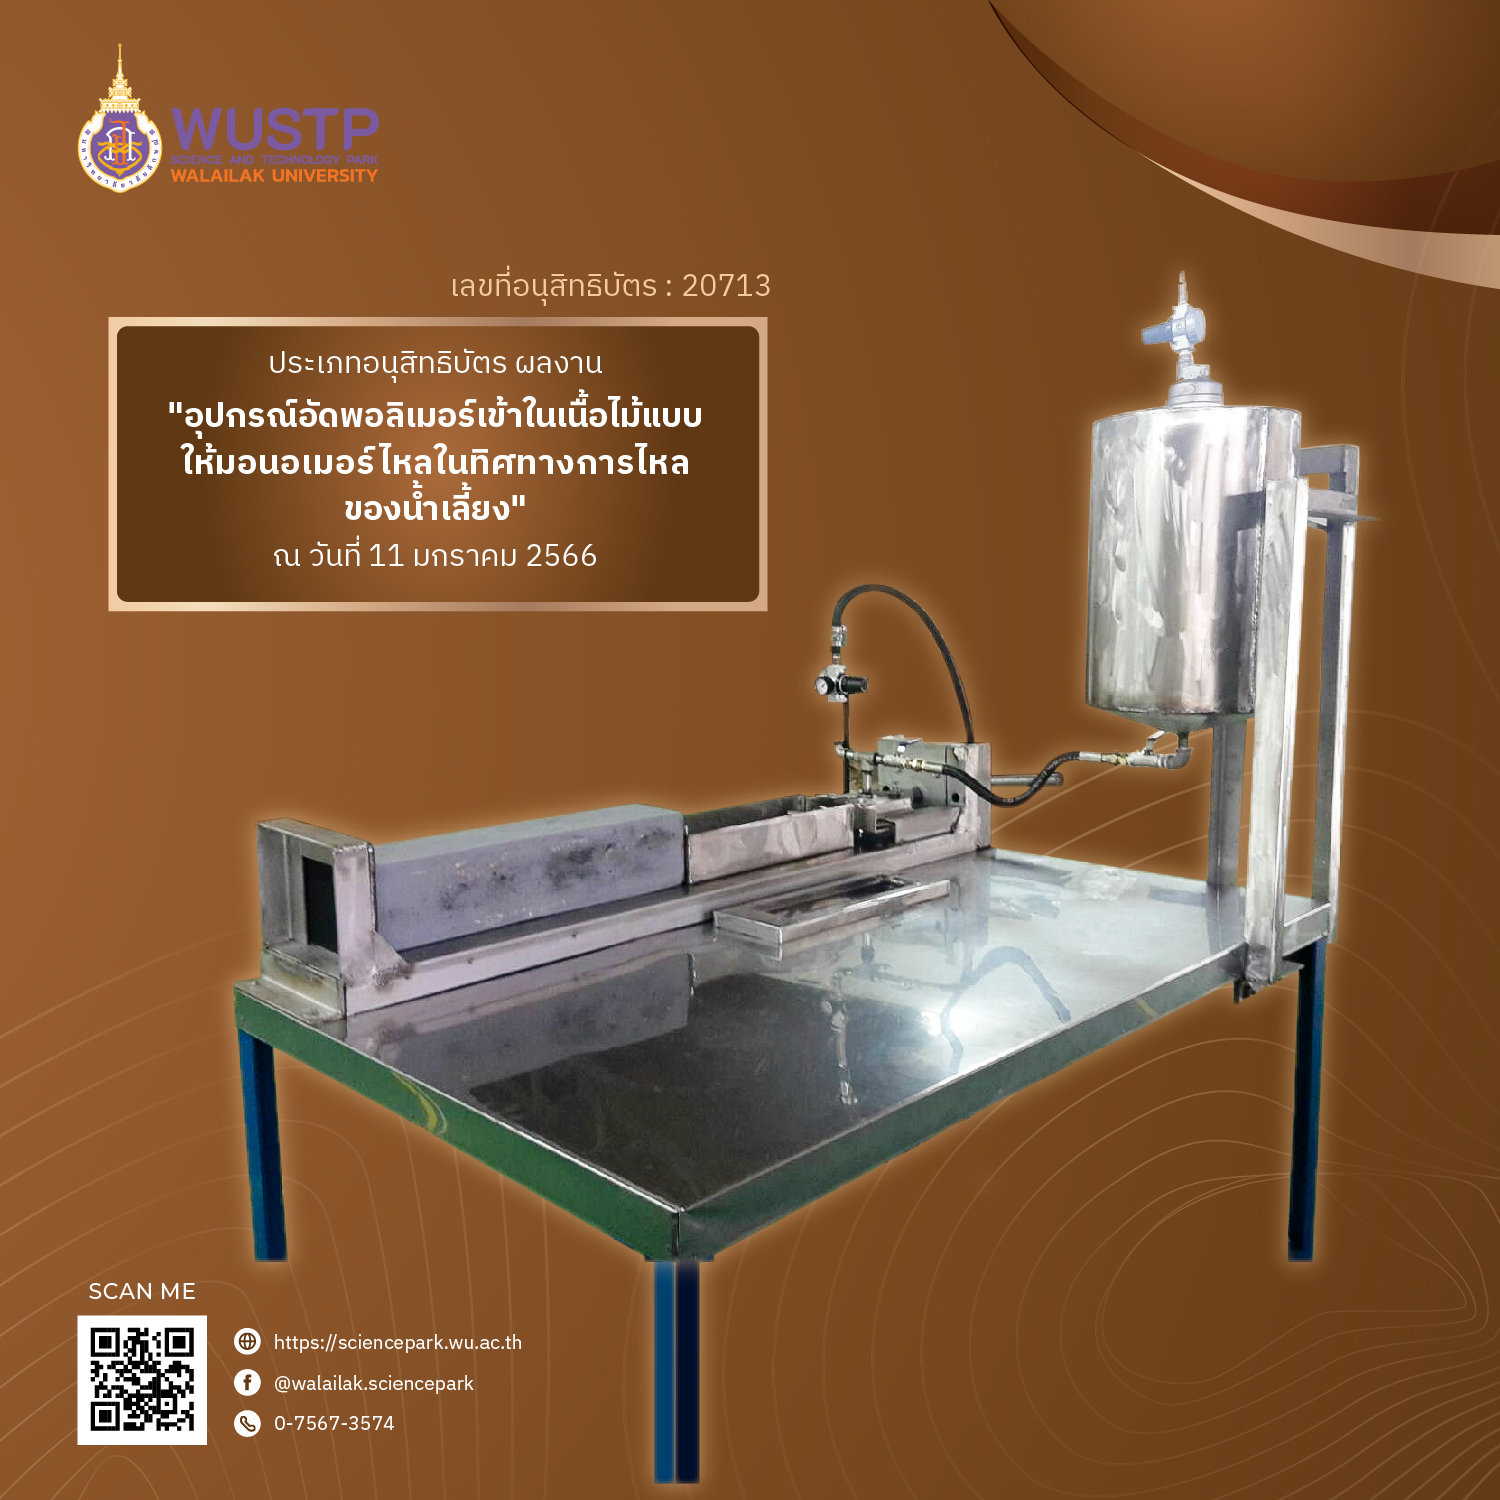 WUSTP
SCIENCE AND TECHNOLOGY PARK
WALAILAK UNIVERSITY
เลขที่อนุสิทธิบัตร : 20713
ประเภทอนุสิทธิบัตร ผลงาน
"อุปกรณ์อัดพอลิเมอร์เข้าในเนื้อไม้แบบ
ให้มอนอเมอร์ไหลในทิศทางการไหล
ของน้ำเลี้ยง"
ณ วันที่ 11 มกราคม 2566
SCAN ME
https://sciencepark.wu.ac.th
@walailak.sciencepark
0-7567-3574